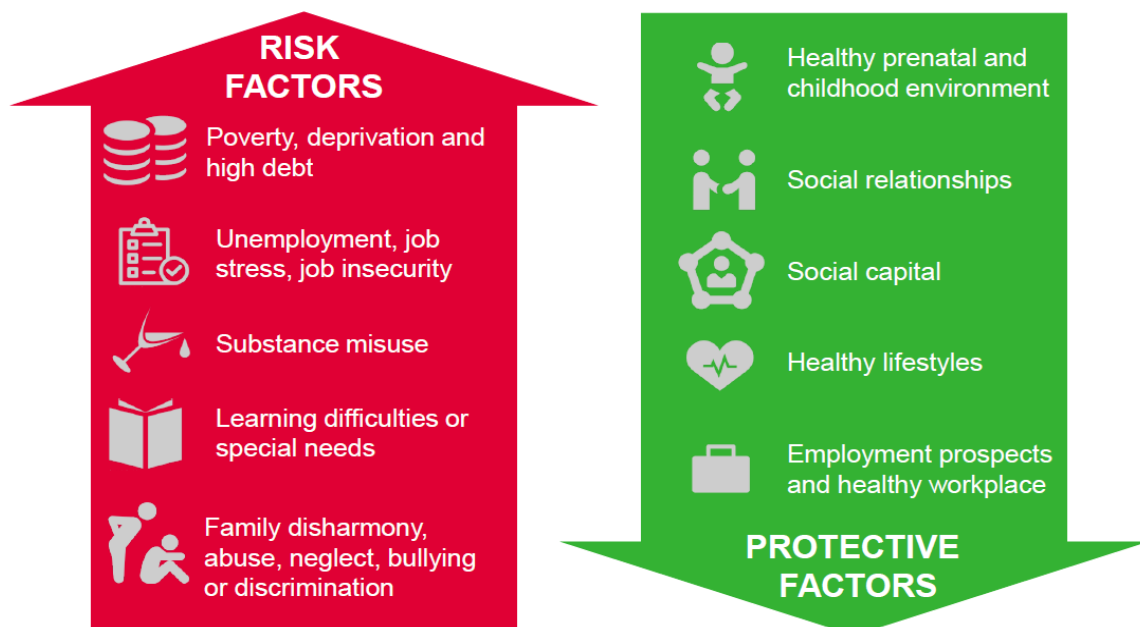 RISK
FACTORS
Poverty, deprivation and
high debt
Unemployment, job
stress, job insecurity
Substance misuse
Learning difficulties or
special needs
Family disharmony,
abuse, neglect, bullying
or discrimination
Healthy prenatal and
childhood environment
Social relationships
Social capital
Healthy lifestyles
Employment prospects
and healthy workplace
PROTECTIVE
FACTORS